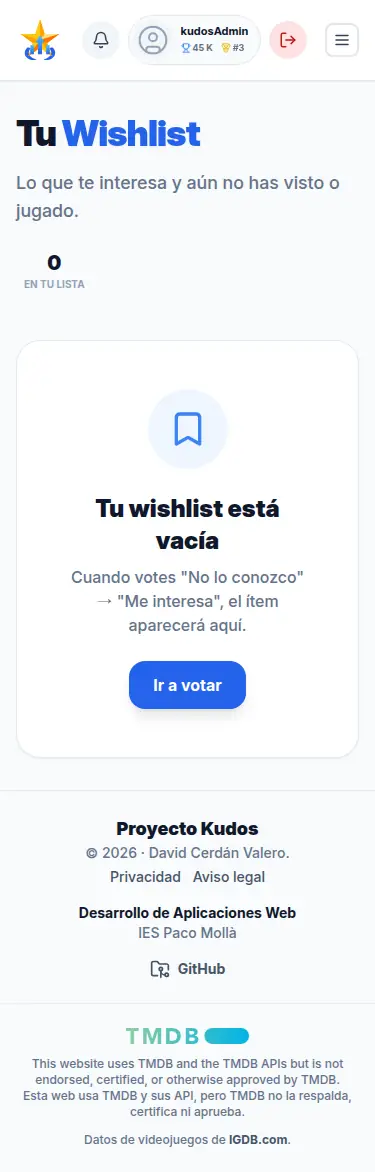 kudosAdmin
45 K #3
Tu Wishlist
Lo que te interesa y aún no has visto o
jugado.
0
EN TU LISTA
Tu wishlist está
vacía
Cuando votes "No lo conozco"
→ "Me interesa", el ítem
aparecerá aquí.
Ir a votar
Proyecto Kudos
© 2026 · David Cerdán Valero.
Privacidad Aviso legal
Desarrollo de Aplicaciones Web
IES Paco Mollà
GitHub
TMDB
This website uses TMDB and the TMDB APIs but is not
endorsed, certified, or otherwise approved by TMDB.
Esta web usa TMDB y sus API, pero TMDB no la respalda,
certifica ni aprueba.
Datos de videojuegos de IGDB.com.